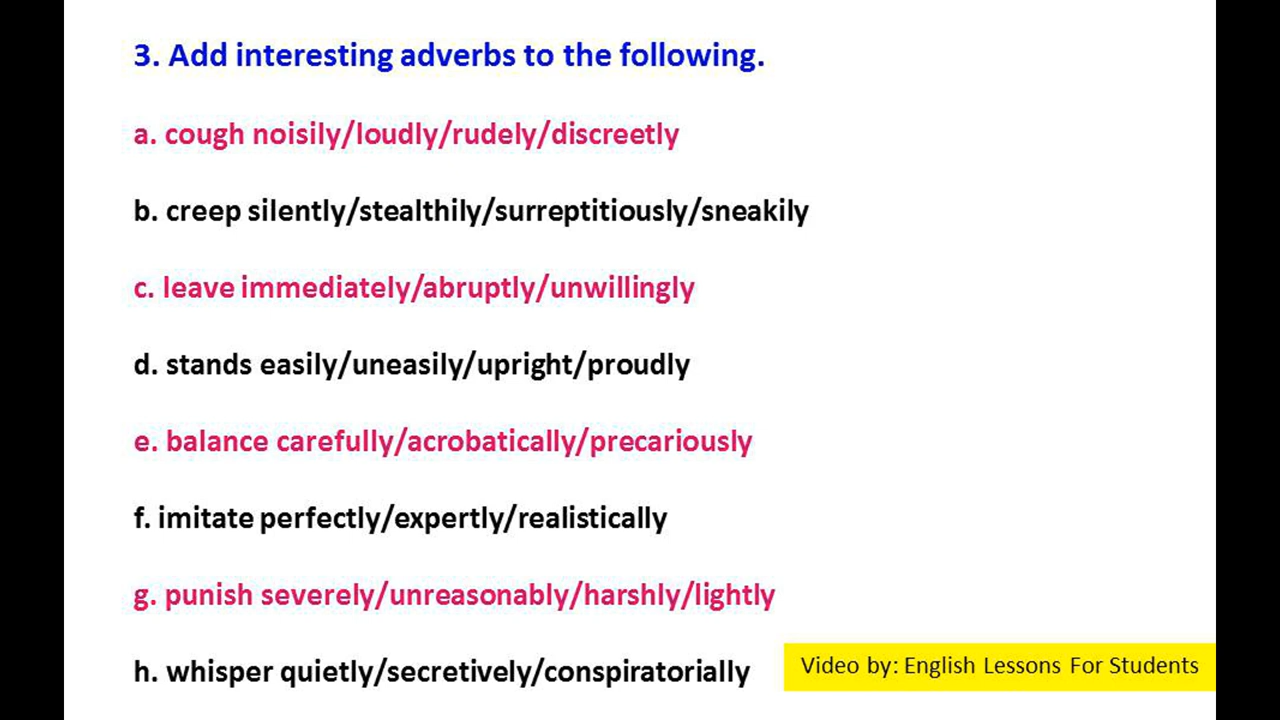 3. Add interesting adverbs to the following.
a. cough noisily/loudly/rudely/discreetly
b. creep silently/stealthily/surreptitiously/sneakily
c. leave immediately/abruptly/unwillingly
d. stands easily/uneasily/upright/proudly
e. balance carefully/acrobatically/precariously
f. imitate perfectly/expertly/realistically
g. punish severely/unreasonably/harshly/lightly
h. whisper quietly/secretively/conspiratorially
Video by: English Lessons For Students